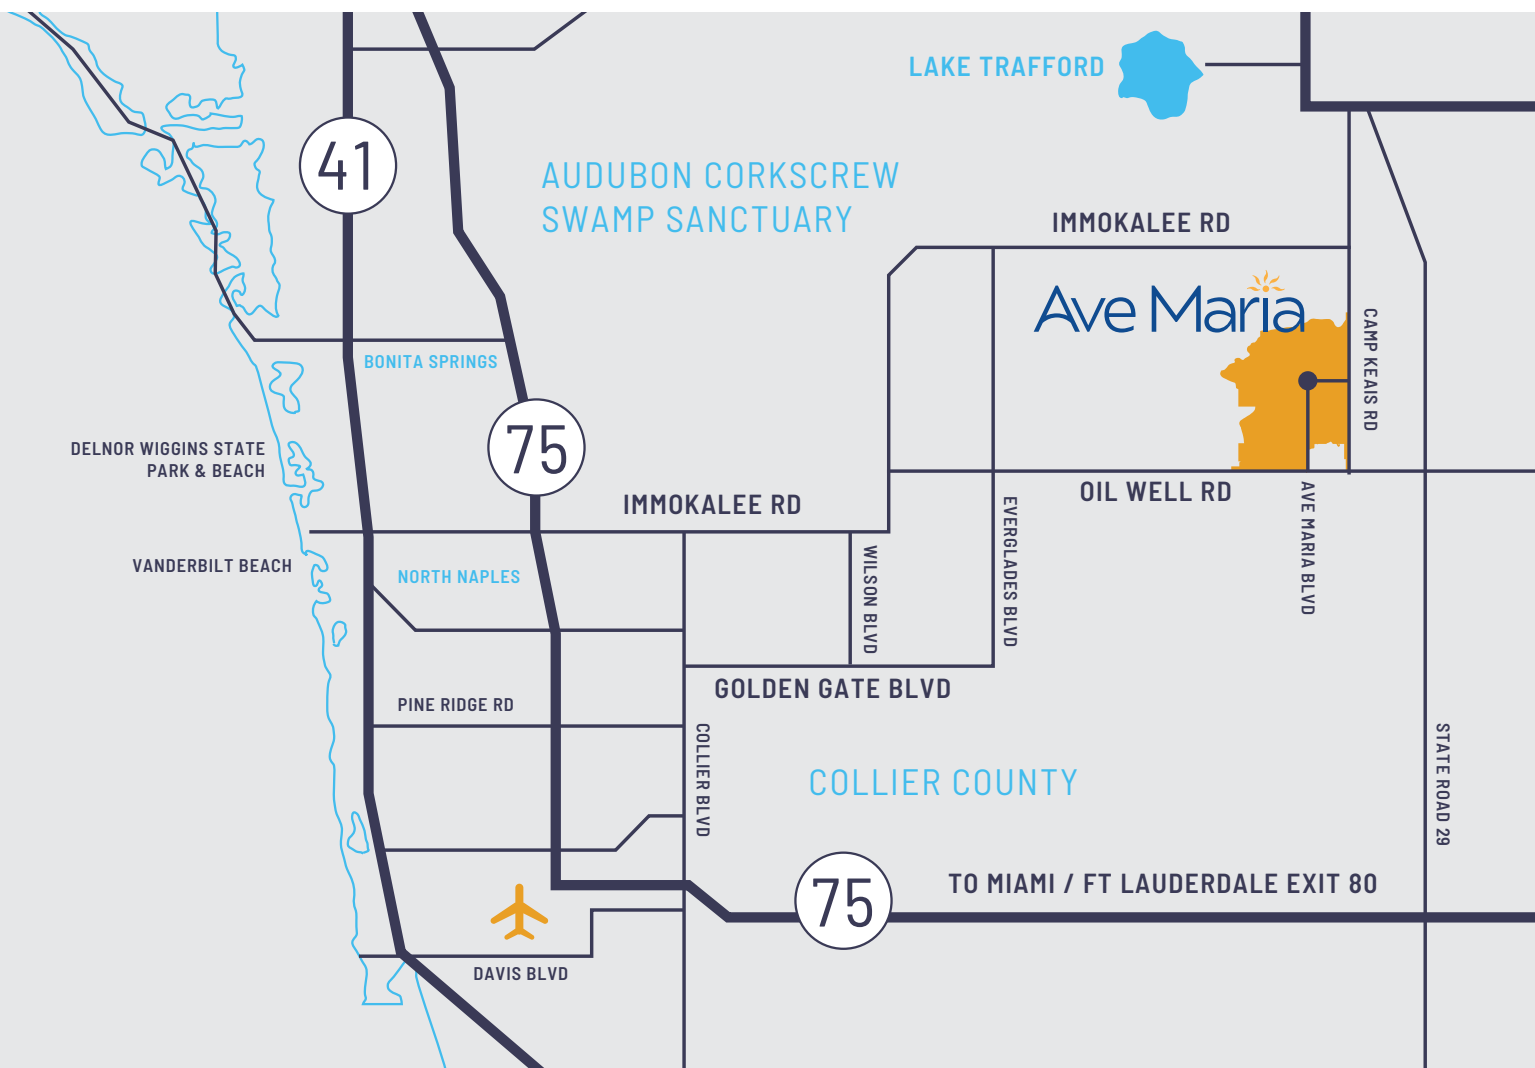 LAKE TRAFFORD
41
AUDUBON CORKSCREW
SWAMP SANCTUARY
IMMOKALEE RD
Ave Maria
CAMP KEAIS RD
BONITA SPRINGS
75
DELNOR WIGGINS STATE
PARK & BEACH
IMMOKALEE RD
OIL WELL RD
AVE MARIA BLVD
EVERGLADES BLVD
WILSON BLVD
VANDERBILT BEACH
NORTH NAPLES
GOLDEN GATE BLVD
PINE RIDGE RD
COLLIER BLVD
COLLIER COUNTY
STATE ROAD 29
75
TO MIAMI / FT LAUDERDALE EXIT 80
DAVIS BLVD